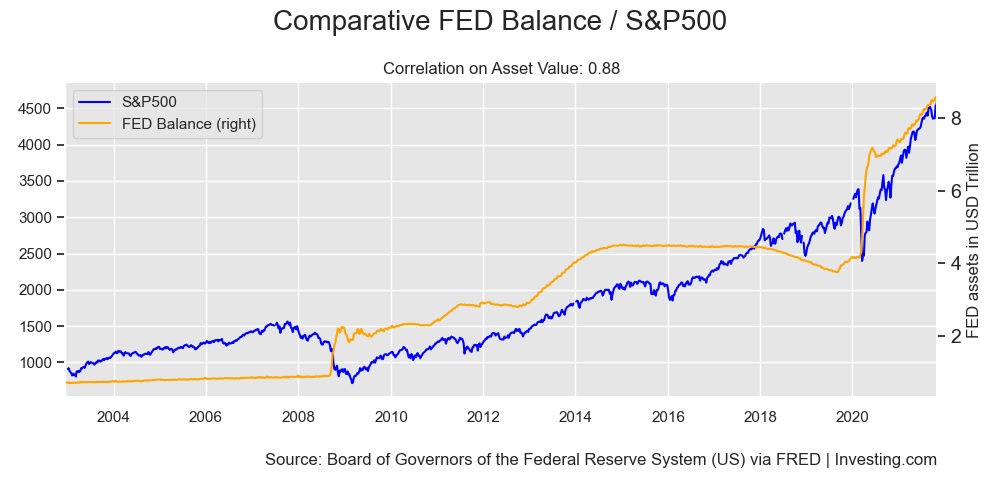 Comparative FED Balance / S&P500
Correlation on Asset Value: 0.88
S&P500
FED Balance (right)
4500
4000
3500
3000
2500
2000
1500
1000
8
6
4
2
FED assets in USD Trillion
2004 2006 2008 2010 2012 2014 2016 2018 2020
Source: Board of Governors of the Federal Reserve System (US) via FRED | Investing.com